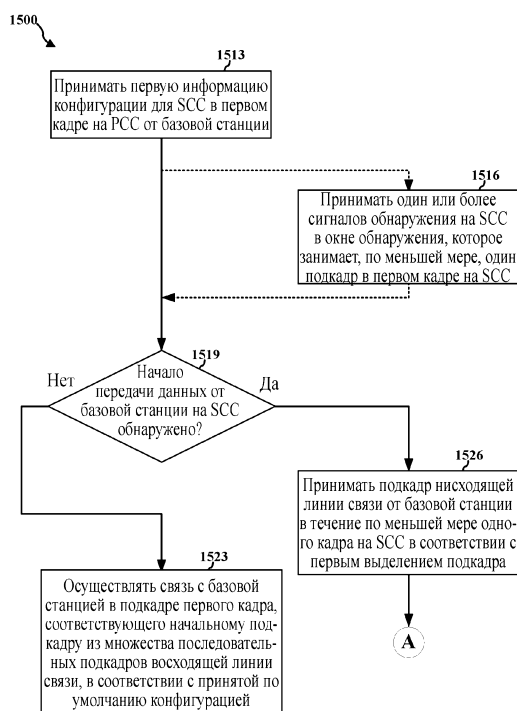 1500
1513
Принимать первую информацию
конфигурации для SCC в первом
кадре на PCC от базовой станции
1516
Принимать один или более
сигналов обнаружения на SCC
в окне обнаружения, которое
занимает, по меньшей мере, один
подкадр в первом кадре на SCC
1519
Нет
Начало
передачи данных от
базовой станции на SCC
обнаружено?
Да
1526
Принимать подкадр нисходящей
линии связи от базовой станции
в течение по меньшей мере одно-
го кадра на SCC в соответствии с
первым выделением подкадра
1523
Осуществлять связь с базовой
станцией в подкадре первого кадра,
соответствующего начальному под-
кадру из множества последователь-
ных подкадров восходящей линии
связи, в соответствии с принятой по
умолчанию конфигурацией
A